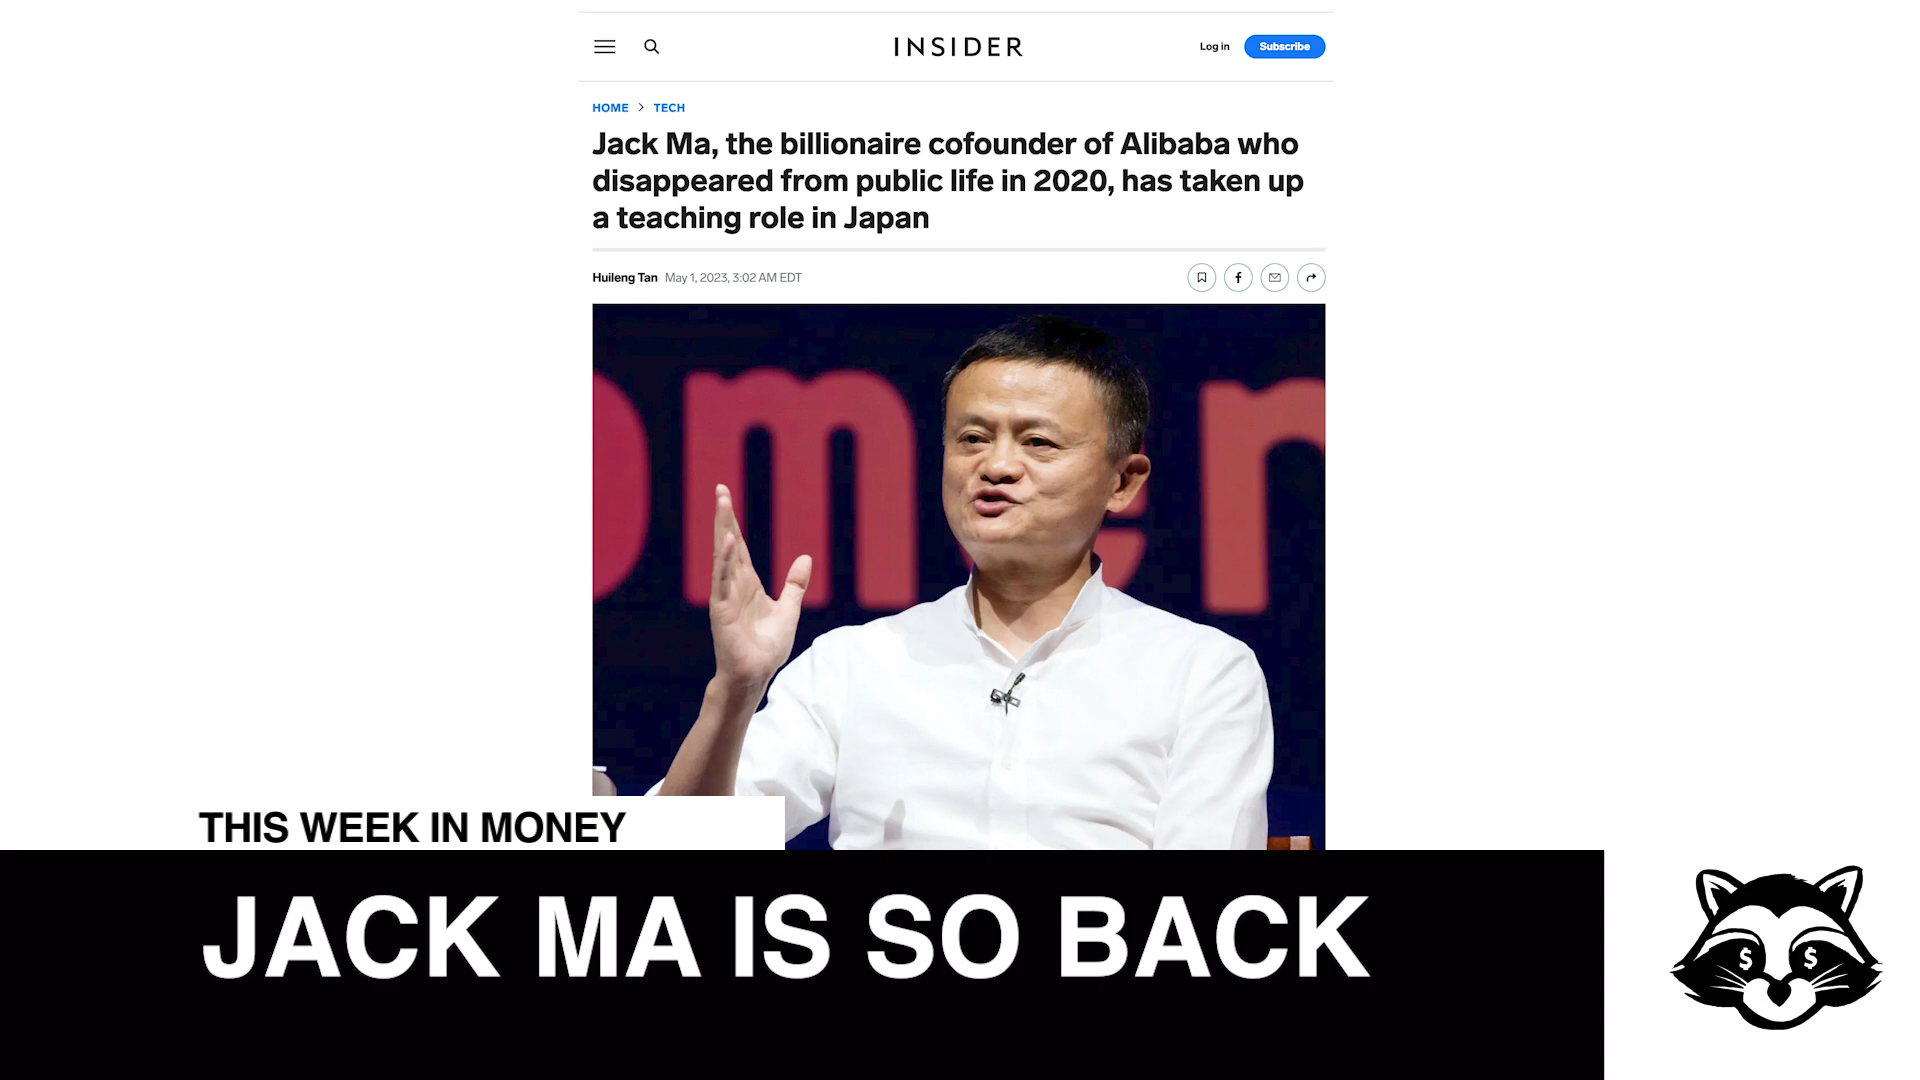 INSIDER
Log in
Subscribe
HOME > TECH
Jack Ma, the billionaire cofounder of Alibaba who
disappeared from public life in 2020, has taken up
a teaching role in Japan
Huileng Tan May 1, 2023, 3:02 AM EDT
f
THIS WEEK IN MONEY
JACK MA IS SO BACK
$ $